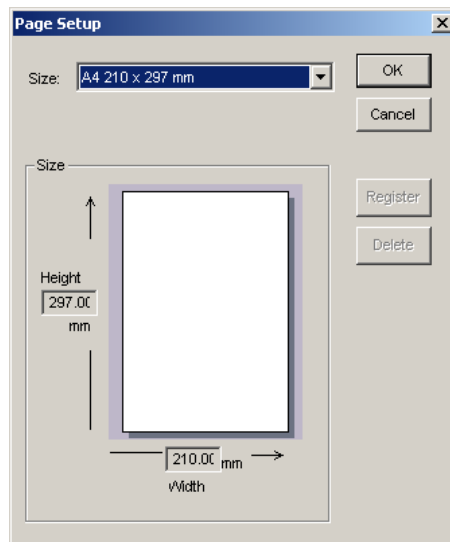 Page Setup
Size: A4 210 x 297 mm
OK
Cancel
Size
Register
Delete
Height
297.0(
mm
210.0( mm
Width